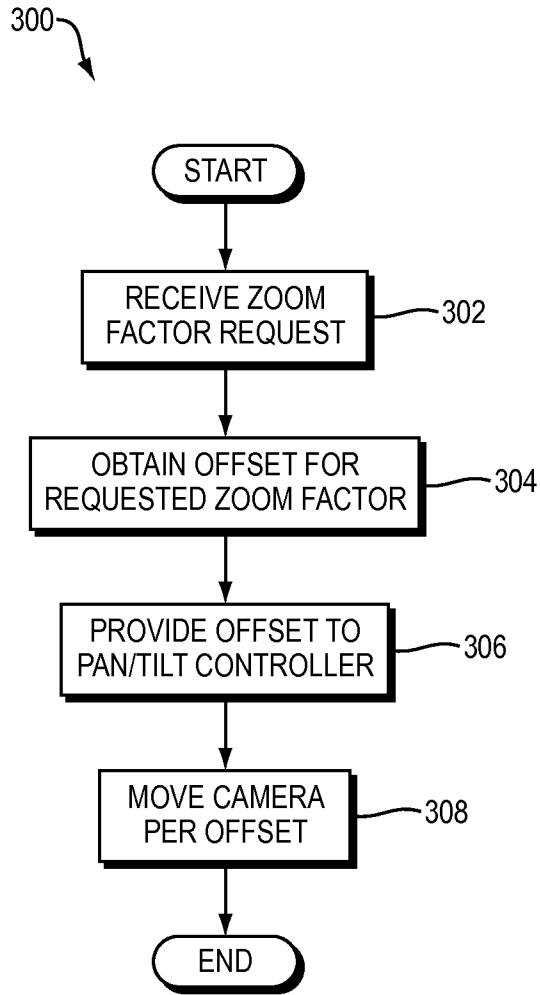 300
START
RECEIVE ZOOM
FACTOR REQUEST
302
OBTAIN OFFSET FOR
REQUESTED ZOOM FACTOR
304
PROVIDE OFFSET TO
PAN/TILT CONTROLLER
306
MOVE CAMERA
PER OFFSET
308
END